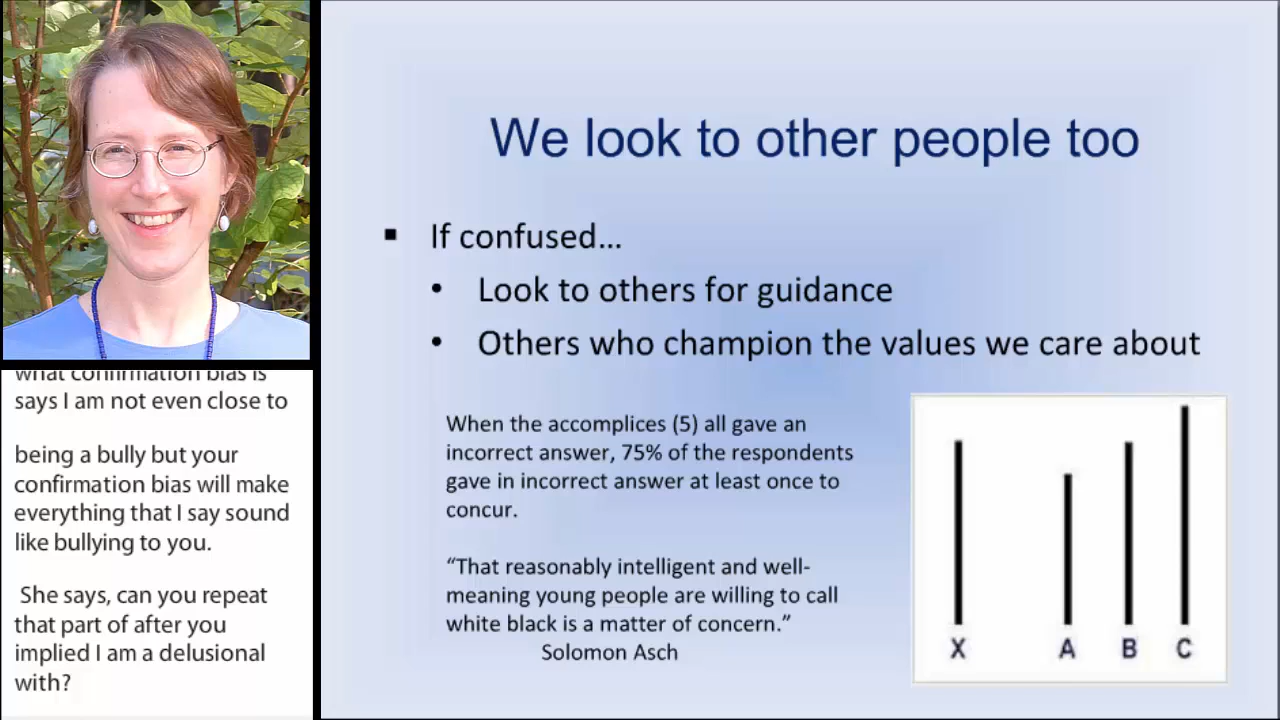 We look to other people too
If confused...
Look to others for guidance
Others who champion the values we care about
When the accomplices (5) all gave an
incorrect answer, 75% of the respondents
gave in incorrect answer at least once to
concur.
“That reasonably intelligent and well-
meaning young people are willing to call
white black is a matter of concern.”
Solomon Asch
X A B C
what confirmation bias is
says I am not even close to
being a bully but your
confirmation bias will make
everything that I say sound
like bullying to you.
She says, can you repeat
that part of after you
implied I am a delusional
with?